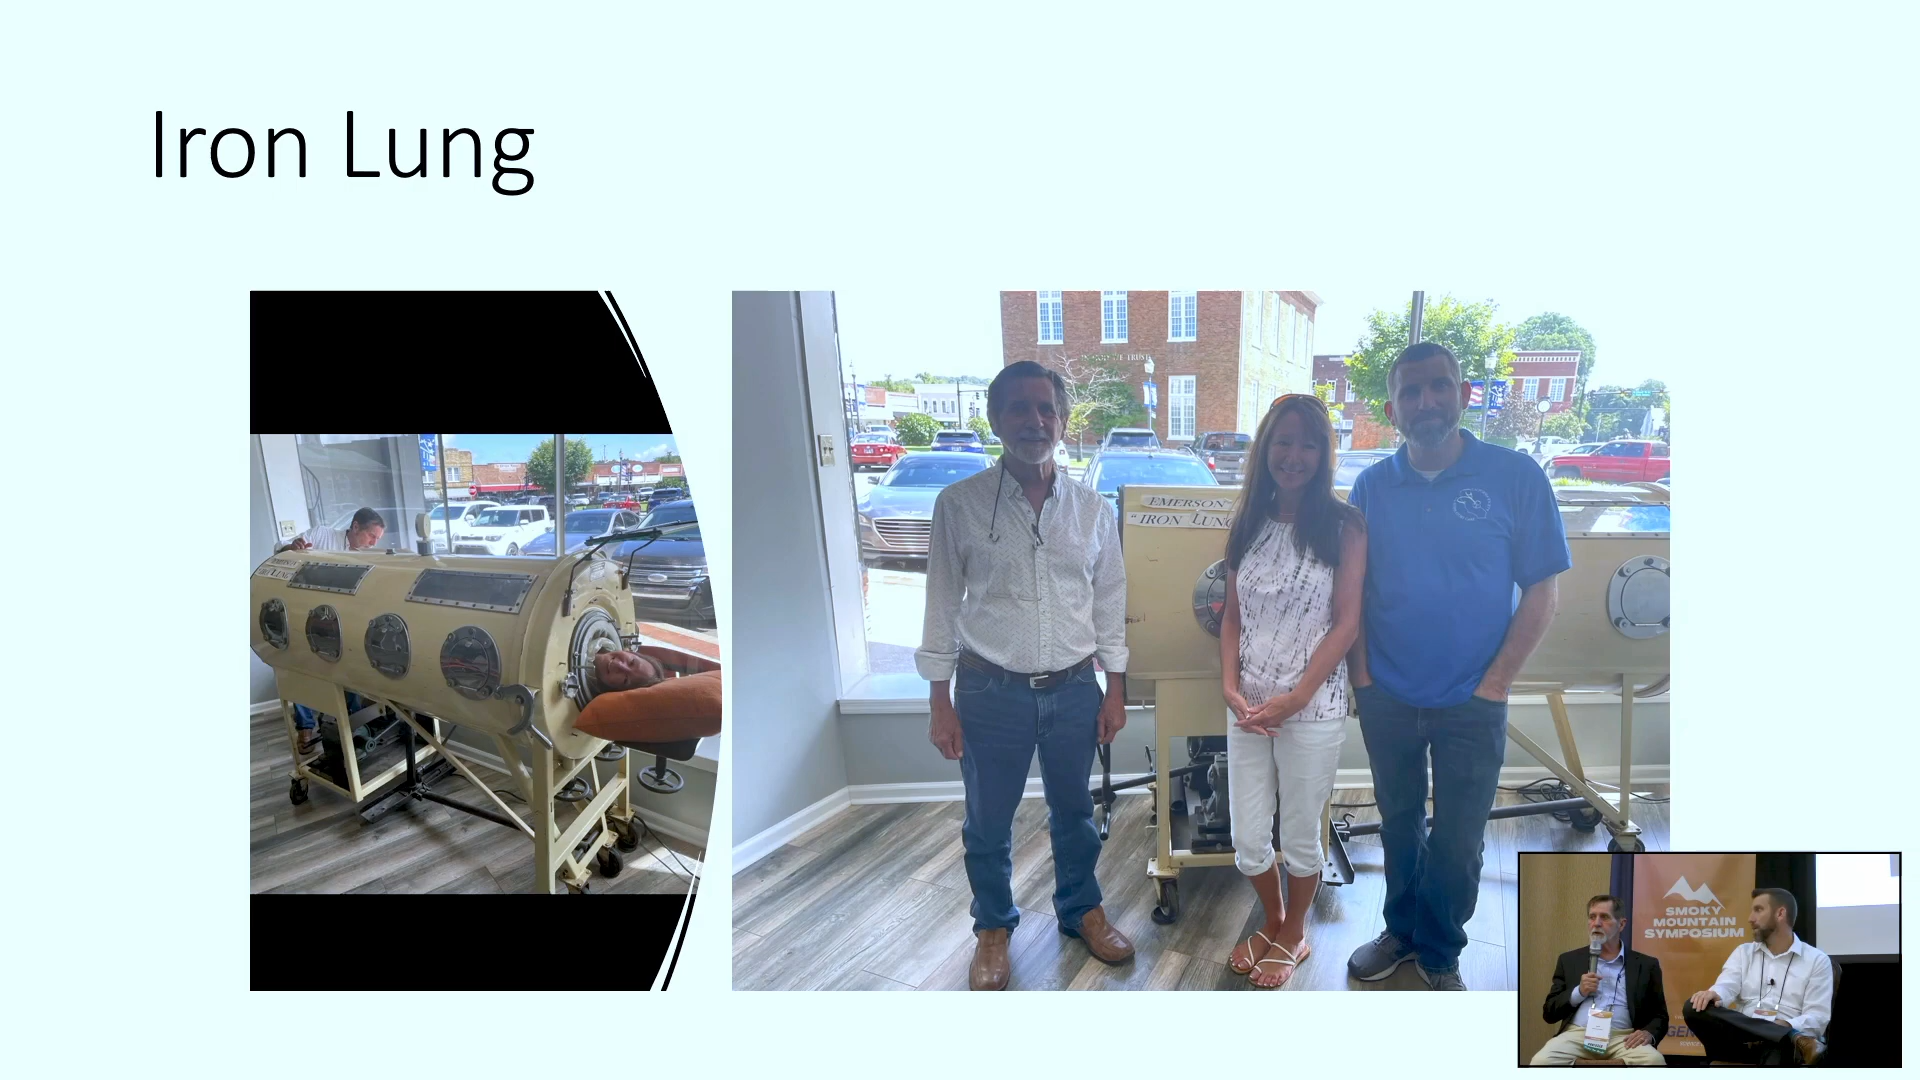 Iron Lung
EMERSON
"IRON LUNG
SMOKY
MOUNTAIN
SYMPOSIUM